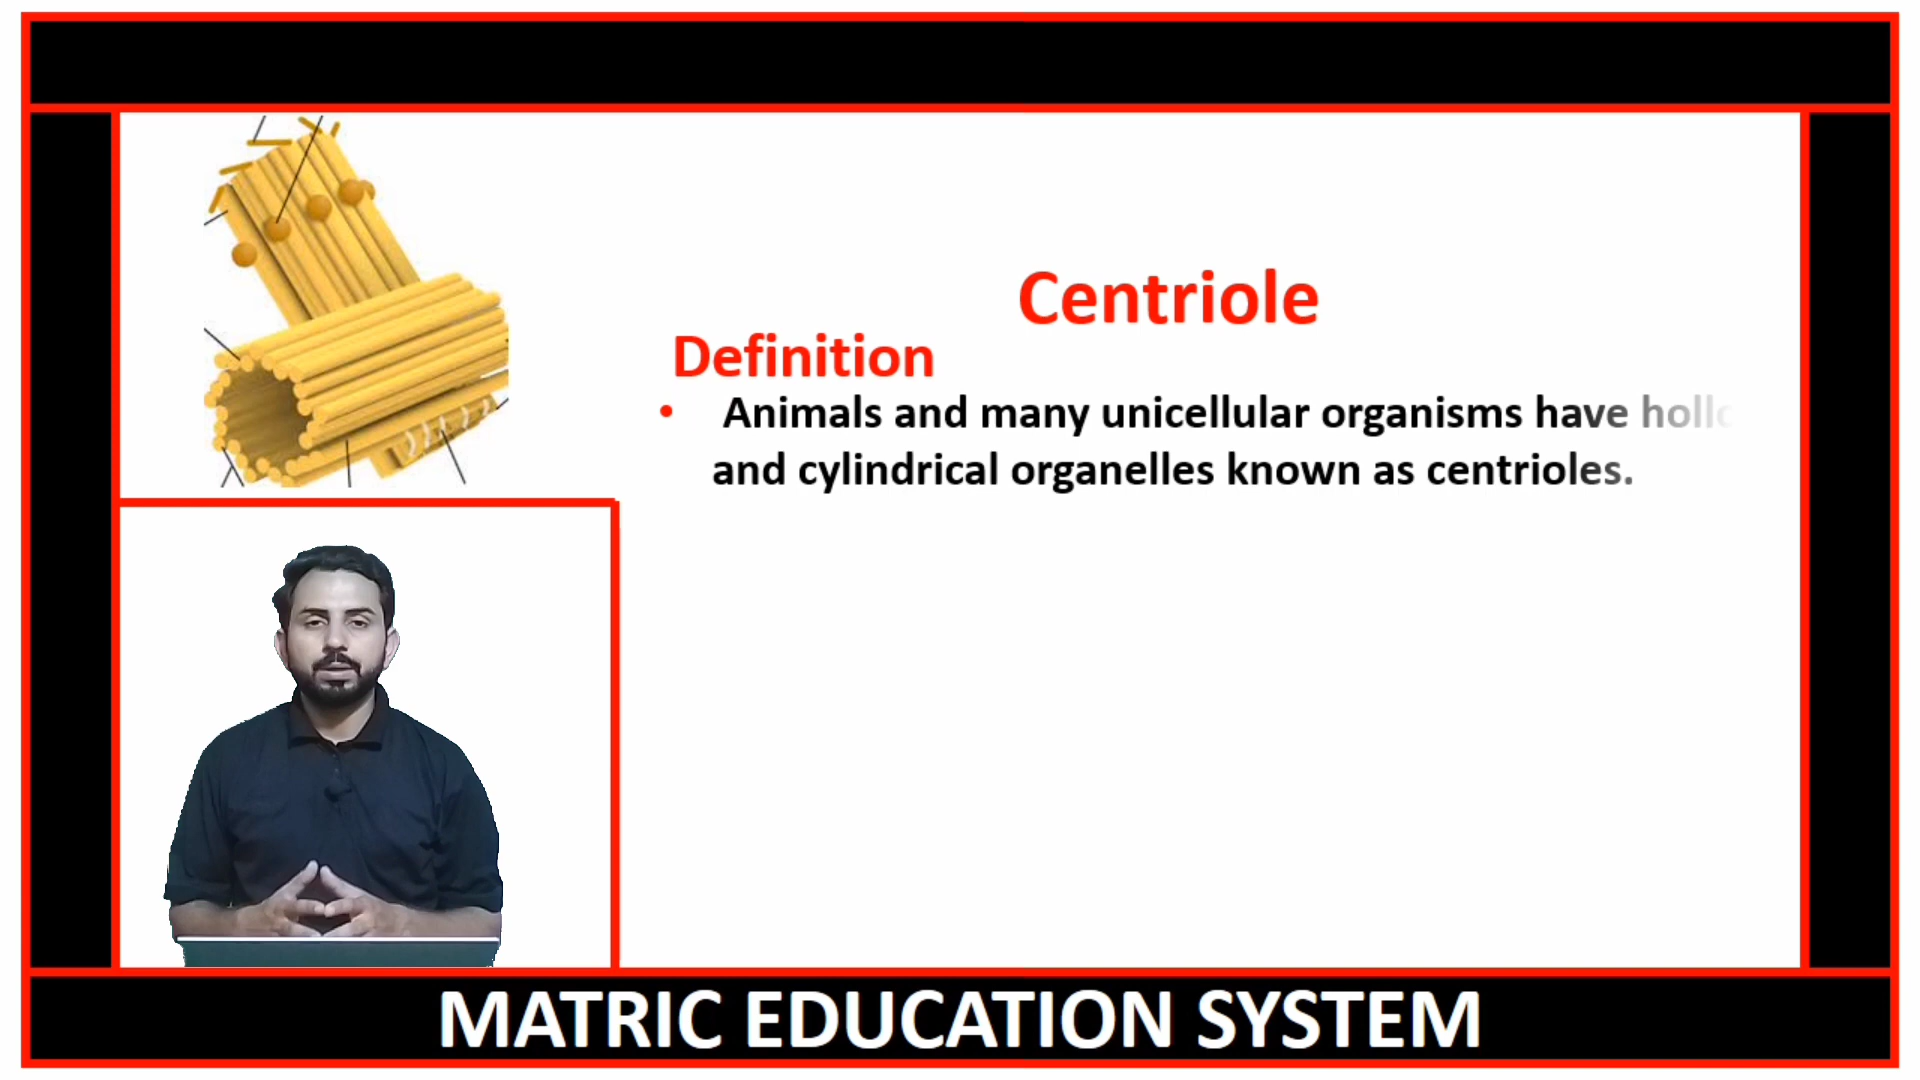 Centriole
Definition
• Animals and many unicellular organisms have
and cylindrical organelles known as centrioles.
MATRIC EDUCATION SYSTEM